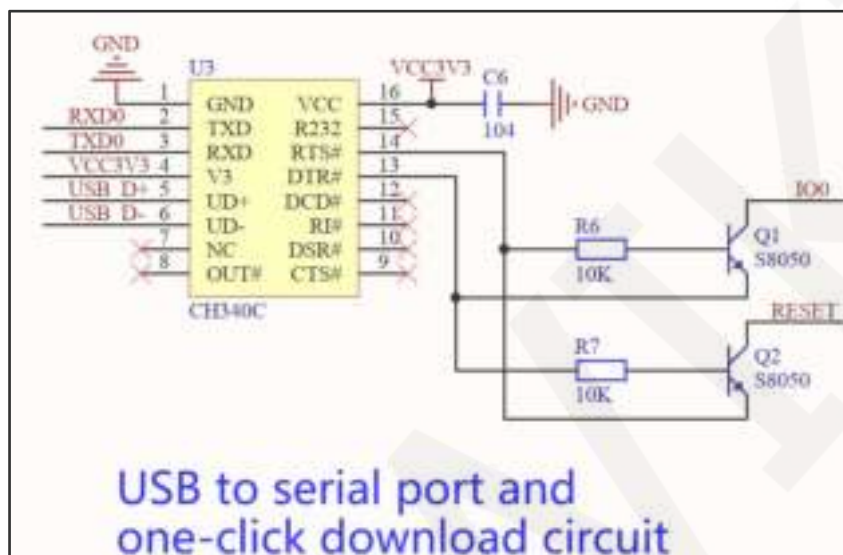 GND
U3
VCC3V3
C6
104
GND
RXD0
TXD0
VCC3V3
USB D+
USB D-
1
2
3
4
5
6
7
8
GND
TXD
RXD
V3
UD+
UD-
NC
OUT#
VCC
R232
RTS#
DTR#
DCD#
RI#
DSR#
CTS#
16
15
14
13
12
11
10
9
CH340C
R6
10K
IO0
Q1
S8050
RESET
R7
10K
Q2
S8050
USB to serial port and
one-click download circuit